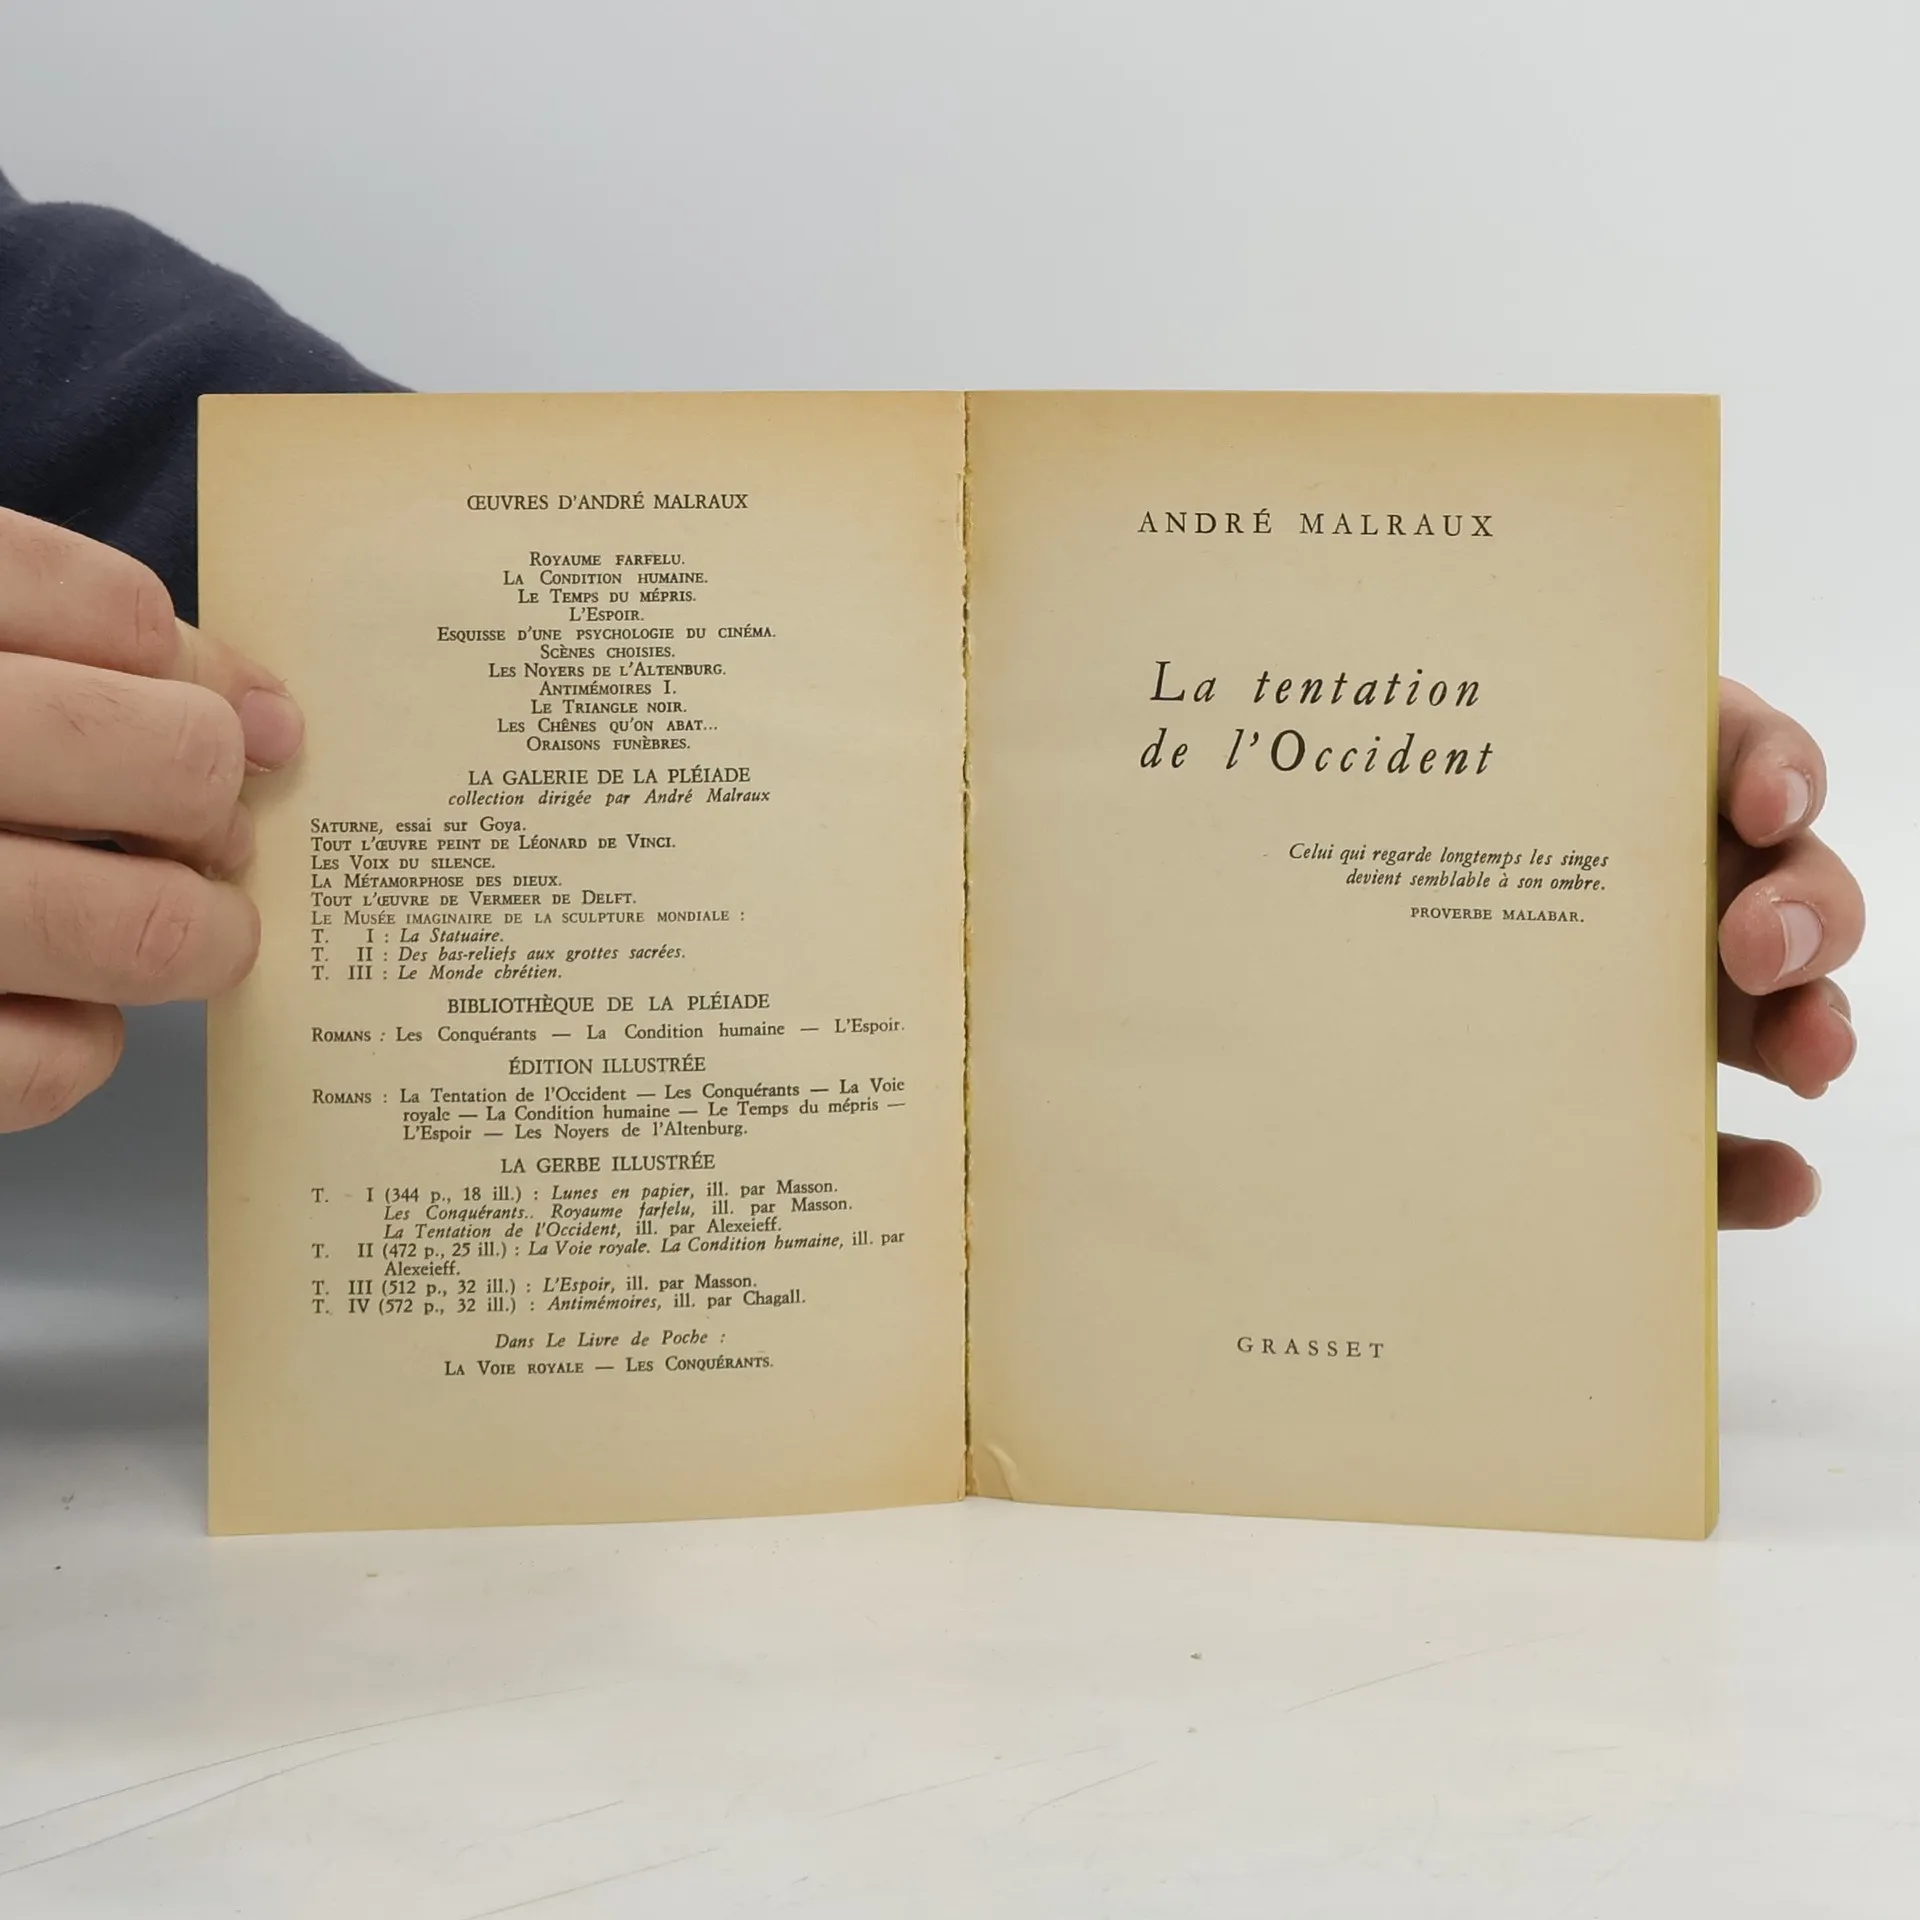 ŒUVRES D'ANDRÉ MALRAUX
ROYAUME FARFELU.
LA CONDITION HUMAINE.
LE TEMPS DU MÉPRIS.
L'ESPOIR.
ESQUISSE D'UNE PSYCHOLOGIE DU CINÉMA.
SCÈNES CHOISIES.
LES NOYERS DE L'ALTENBURG.
ANTIMÉMOIRES I.
LE TRIANGLE NOIR.
LES CHÊNES QU'ON ABAT...
ORAISONS FUNÈBRES.
LA GALERIE DE LA PLÉIADE
collection dirigée par André Malraux
SATURNE, essai sur Goya.
TOUT L'ŒUVRE PEINT DE LÉONARD DE VINCI.
LES VOIX DU SILENCE.
LA MÉTAMORPHOSE DES DIEUX.
TOUT L'ŒUVRE DE VERMEER DE DELFT.
LE MUSÉE IMAGINAIRE DE LA SCULPTURE MONDIALE :
T. I : La Statuaire.
T. II : Des bas-reliefs aux grottes sacrées.
T. III : Le Monde chrétien.
BIBLIOTHÈQUE DE LA PLÉIADE
ROMANS : Les Conquérants — La Condition humaine — L'Espoir.
ÉDITION ILLUSTRÉE
ROMANS : La Tentation de l'Occident — Les Conquérants — La Voie
royale — La Condition humaine — Le Temps du mépris —
L'Espoir — Les Noyers de l'Altenburg.
LA GERBE ILLUSTRÉE
T. I (344 p., 18 ill.) : Lunes en papier, ill. par Masson.
Les Conquérants.. Royaume farfelu, ill. par Masson.
La Tentation de l'Occident, ill. par Alexeieff.
T. II (472 p., 25 ill.) : La Voie royale. La Condition humaine, ill. par
Alexeieff.
T. III (512 p., 32 ill.) : L'Espoir, ill. par Masson.
T. IV (572 p., 32 ill.) : Antimémoires, ill. par Chagall.
Dans Le Livre de Poche :
LA VOIE ROYALE — LES CONQUÉRANTS.
ANDRÉ MALRAUX
La tentation
de l'Occident
Celui qui regarde longtemps les singes
devient semblable à son ombre.
PROVERBE MALABAR.
GRASSET